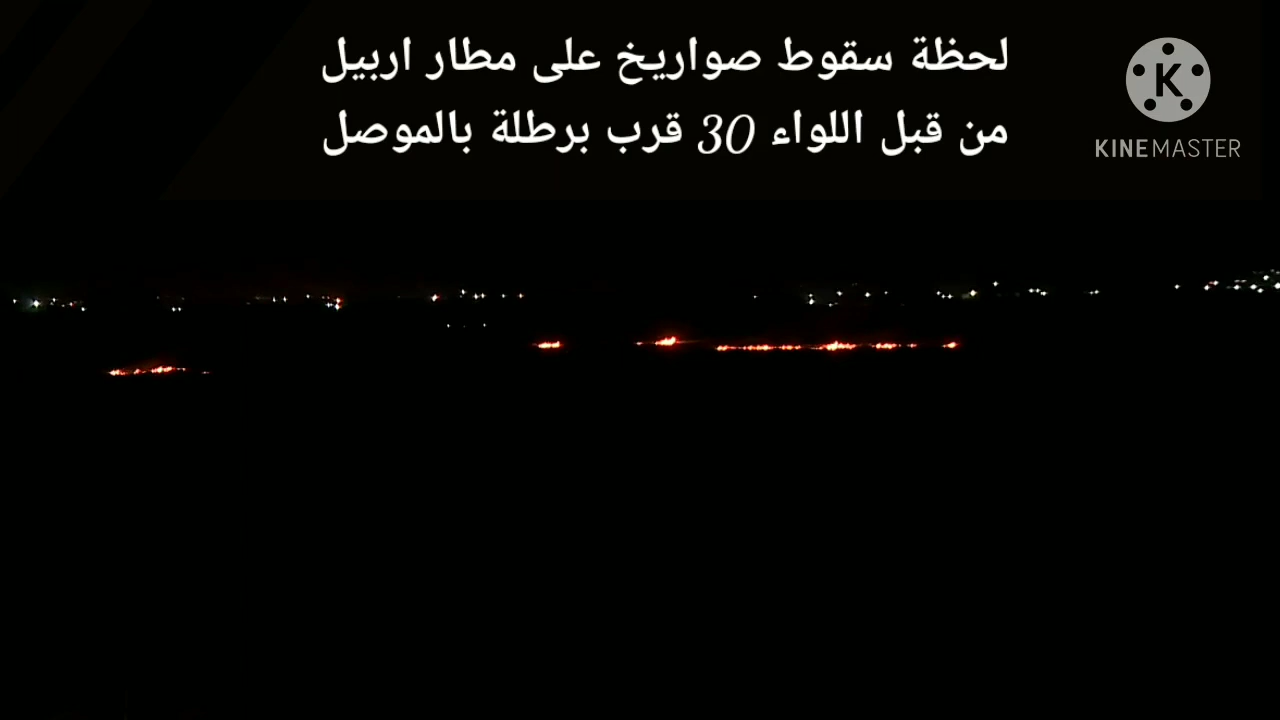 لحظة سقوط صواريخ على مطار اربيل
من قبل اللواء 30 قرب برطلة بالموصل
KINEMASTER